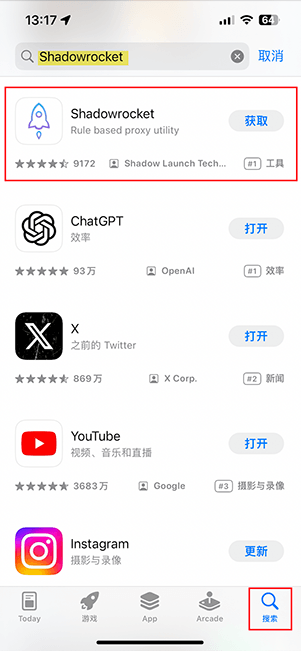 13:17 64
Shadowrocket 取消
Shadowrocket
Rule based proxy utility
获取
9172 Shadow Launch Tech... #1 工具
ChatGPT
效率
打开
93万 OpenAI #1 效率
X
之前的 Twitter
打开
869万 X Corp. #2 新闻
YouTube
视频、音乐和直播
打开
3683万 Google #3 摄影与录像
Instagram
摄影与录像
更新
Today 游戏 App Arcade 搜索